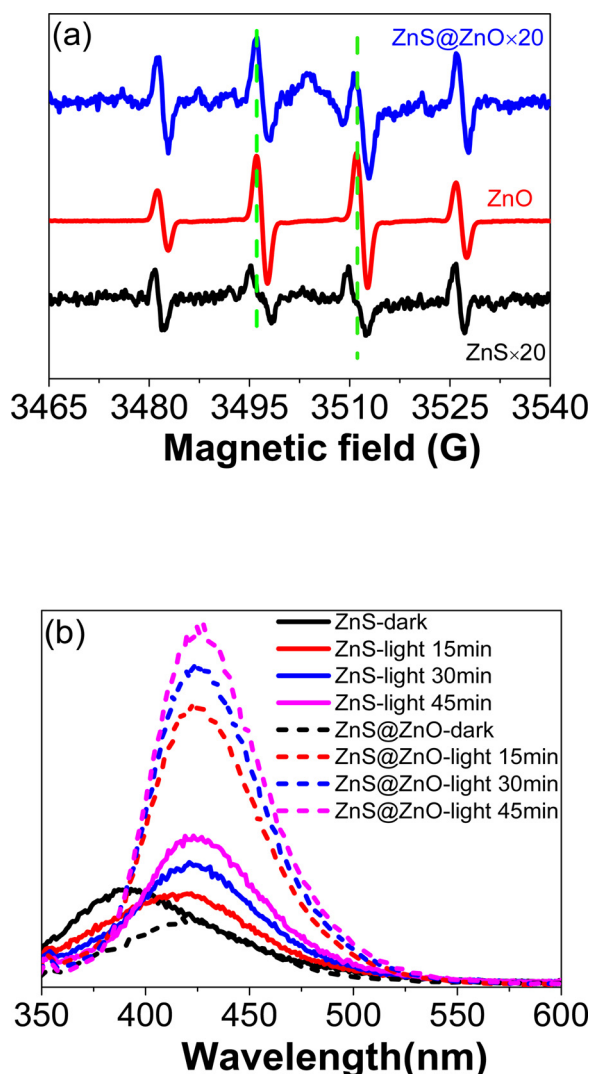 (a)
ZnS@ZnO×20
ZnO
ZnS×20
3465 3480 3495 3510 3525 3540
Magnetic field (G)
(b)
ZnS-dark
ZnS-light 15min
ZnS-light 30min
ZnS-light 45min
ZnS@ZnO-dark
ZnS@ZnO-light 15min
ZnS@ZnO-light 30min
ZnS@ZnO-light 45min
350 400 450 500 550 600
Wavelength(nm)